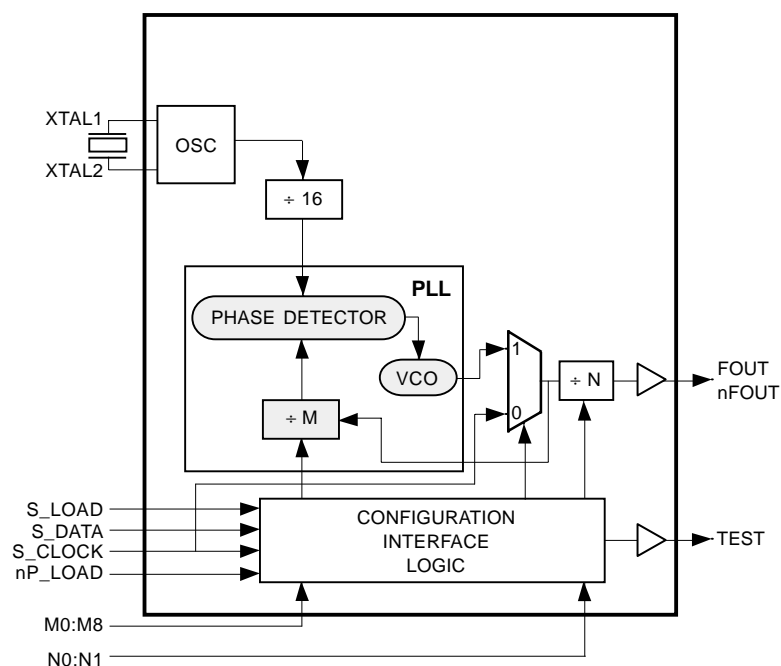 XTAL1
OSC
XTAL2
÷ 16
PLL
PHASE DETECTOR
VCO
1
÷ N
FOUT
nFOUT
÷ M
0
S_LOAD
S_DATA
S_CLOCK
nP_LOAD
CONFIGURATION
INTERFACE
LOGIC
TEST
M0:M8
N0:N1